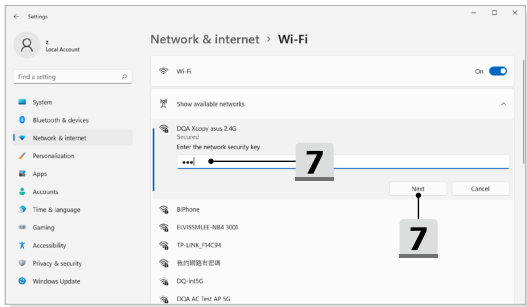 Settings
z
Local Account
Find a setting
System
Bluetooth & devices
Network & internet
Personalization
Apps
Accounts
Time & language
Gaming
Accessibility
Privacy & security
Windows Update
Network & internet > Wi-Fi
Wi-Fi
On
Show available networks
DQA Xcopy asus 2.4G
Secured
Enter the network security key
•••
7
Next
Cancel
7
BiPhone
ELVISSMLEE-NB4 3001
TP-LINK_F14C94
我的網路有密碼
DQ-int5G
DQA AC Test AP 5G